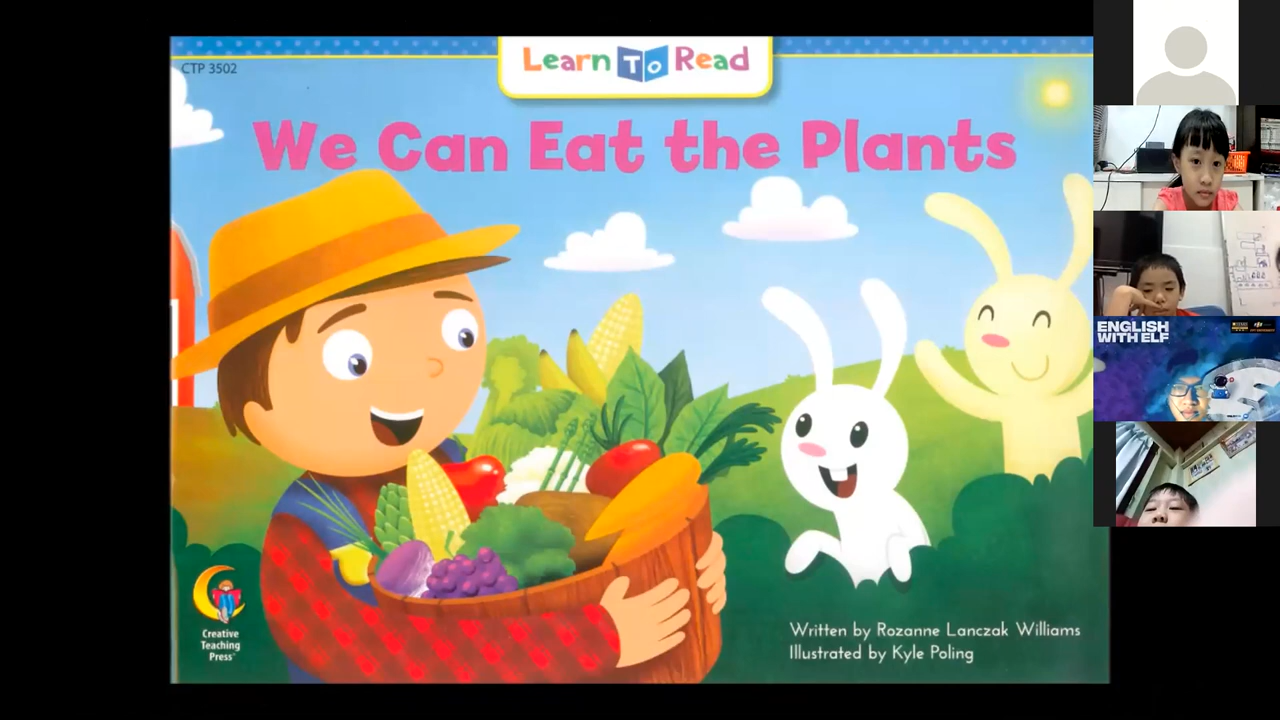 Learn TO Read
CTP 3502
We Can Eat the Plants
ENGLISH
WITH ELF
Creative
Teaching
Press
Written by Rozanne Lanczak Williams
Illustrated by Kyle Poling